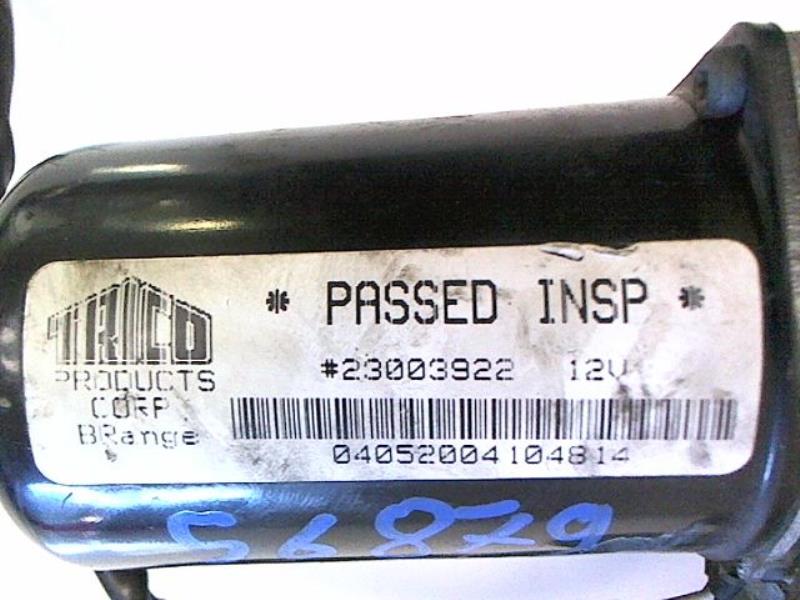 TRICO
PRODUCTS
CORP
BRange
* PASSED INSP *
#23003922 12V
04052004104814
56879